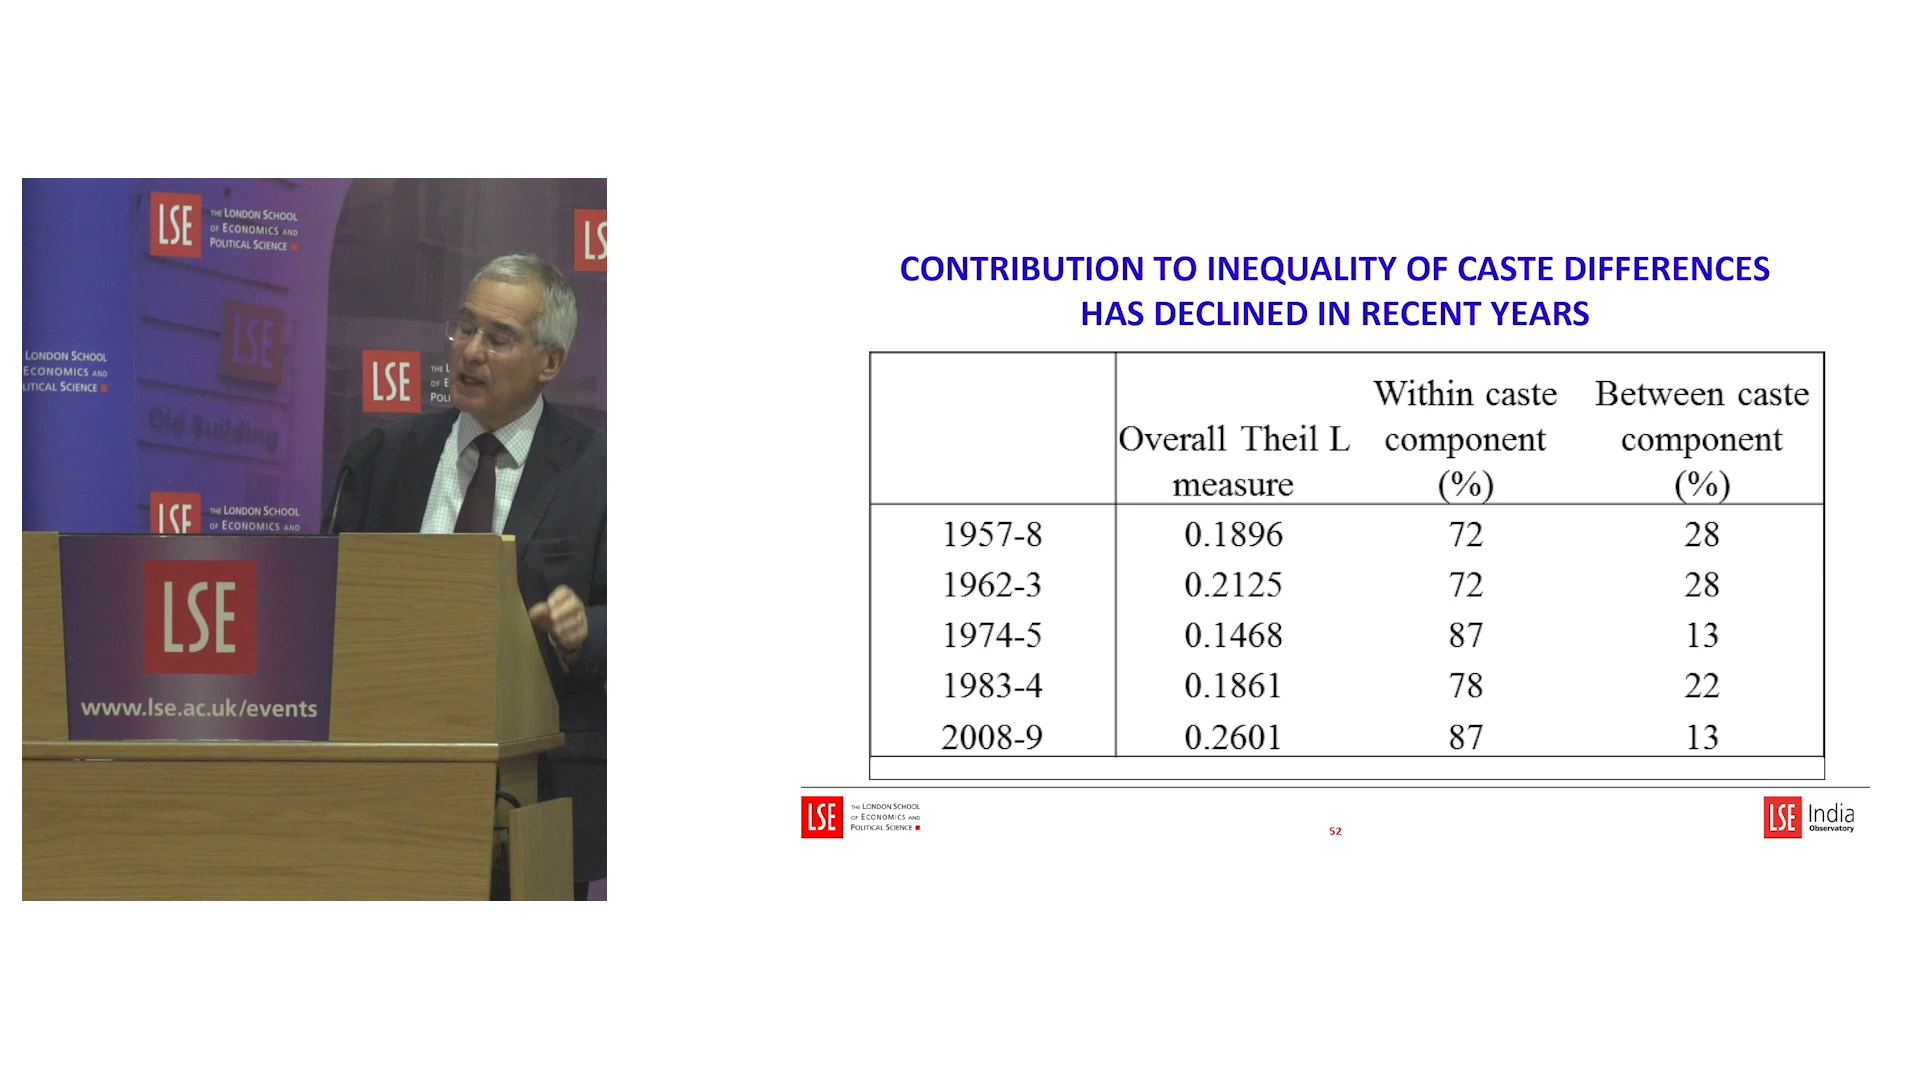 LSE
THE LONDON SCHOOL
OF ECONOMICS AND
POLITICAL SCIENCE
LS
LSE
LONDON SCHOOL
ECONOMICS AND
LITICAL SCIENCE
Old Building
LSE
THE L
OF E
POLI
LSE
THE LONDON SCHOOL
OF ECONOMICS AND
LSE
www.lse.ac.uk/events
CONTRIBUTION TO INEQUALITY OF CASTE DIFFERENCES
HAS DECLINED IN RECENT YEARS
Overall Theil L measure Within caste component (%) Between caste component (%)
1957-8 0.1896 72 28
1962-3 0.2125 72 28
1974-5 0.1468 87 13
1983-4 0.1861 78 22
2008-9 0.2601 87 13
LSE
THE LONDON SCHOOL
OF ECONOMICS AND
POLITICAL SCIENCE
52
LSE India
Observatory